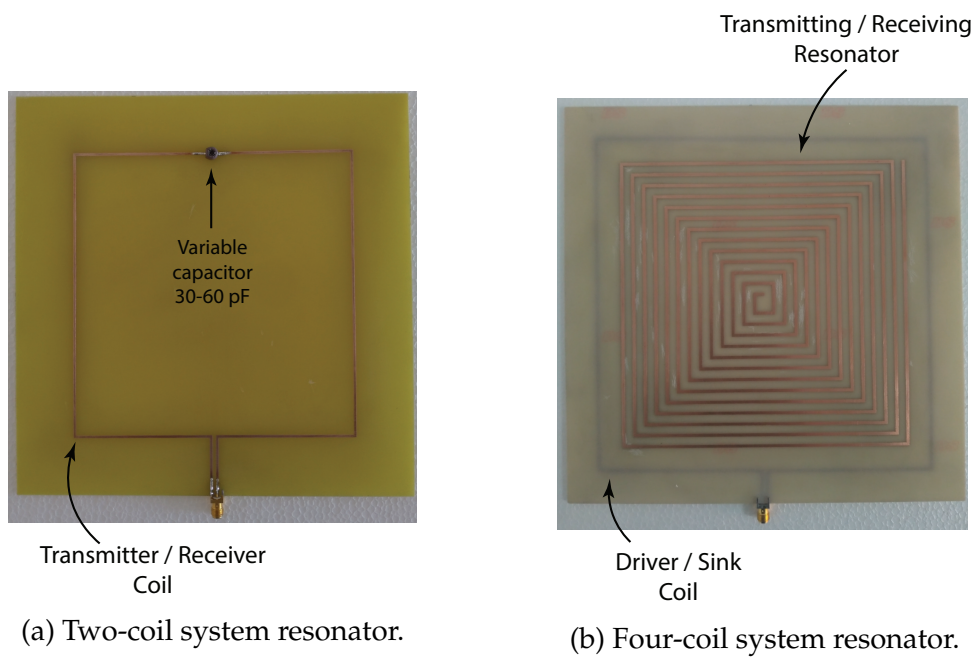 Transmitting / Receiving
Resonator
Variable
capacitor
30-60 pF
Transmitter / Receiver
Coil
Driver / Sink
Coil
(a) Two-coil system resonator.
(b) Four-coil system resonator.